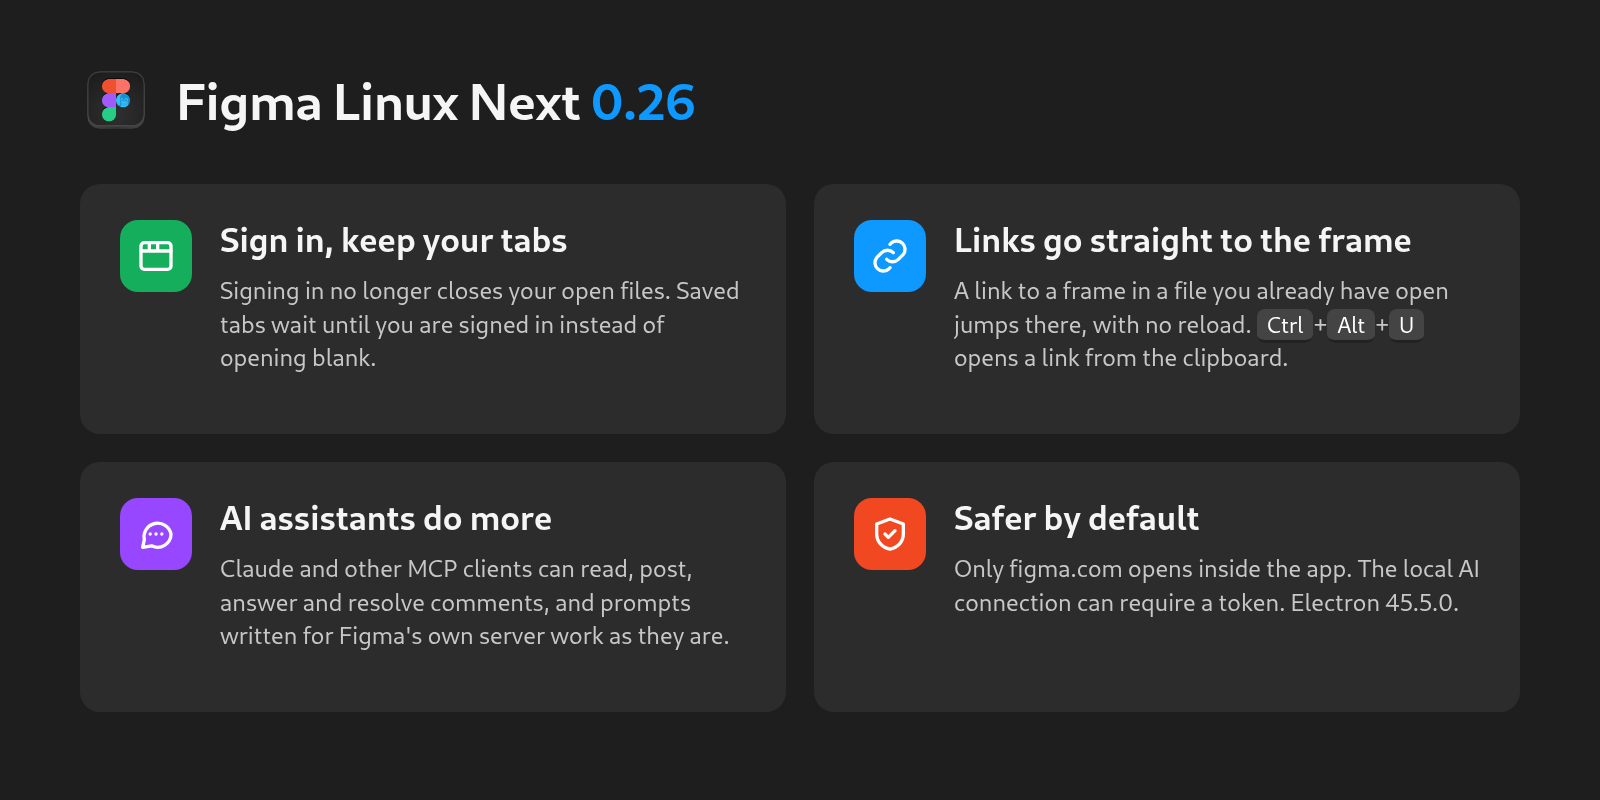 Figma Linux Next 0.26
Sign in, keep your tabs
Signing in no longer closes your open files. Saved
tabs wait until you are signed in instead of
opening blank.
Links go straight to the frame
A link to a frame in a file you already have open
jumps there, with no reload. Ctrl+Alt+U
opens a link from the clipboard.
AI assistants do more
Claude and other MCP clients can read, post,
answer and resolve comments, and prompts
written for Figma's own server work as they are.
Safer by default
Only figma.com opens inside the app. The local AI
connection can require a token. Electron 45.5.0.